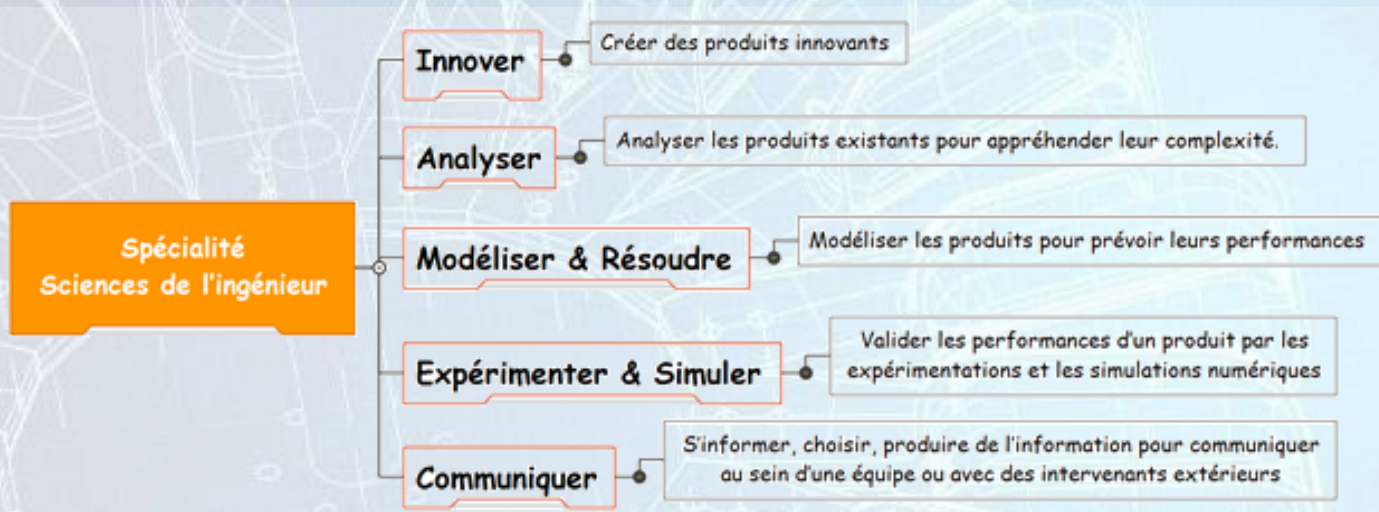 Spécialité
Sciences de l'ingénieur
Innover
Créer des produits innovants
Analyser
Analyser les produits existants pour appréhender leur complexité.
Modéliser & Résoudre
Modéliser les produits pour prévoir leurs performances
Expérimenter & Simuler
Valider les performances d'un produit par les
expérimentations et les simulations numériques
Communiquer
S'informer, choisir, produire de l'information pour communiquer
au sein d'une équipe ou avec des intervenants extérieurs